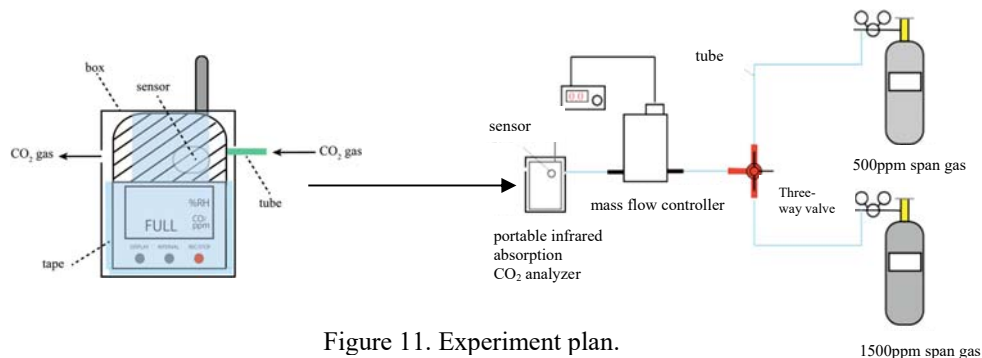 box
sensor
CO₂ gas
CO₂ gas
tube
tape
%RH
CO₂
ppm
FULL
DISPLAY INTERVAL REC/STOP
sensor
00
portable infrared
absorption
CO₂ analyzer
mass flow controller
tube
Three-
way valve
500ppm span gas
1500ppm span gas
Figure 11. Experiment plan.